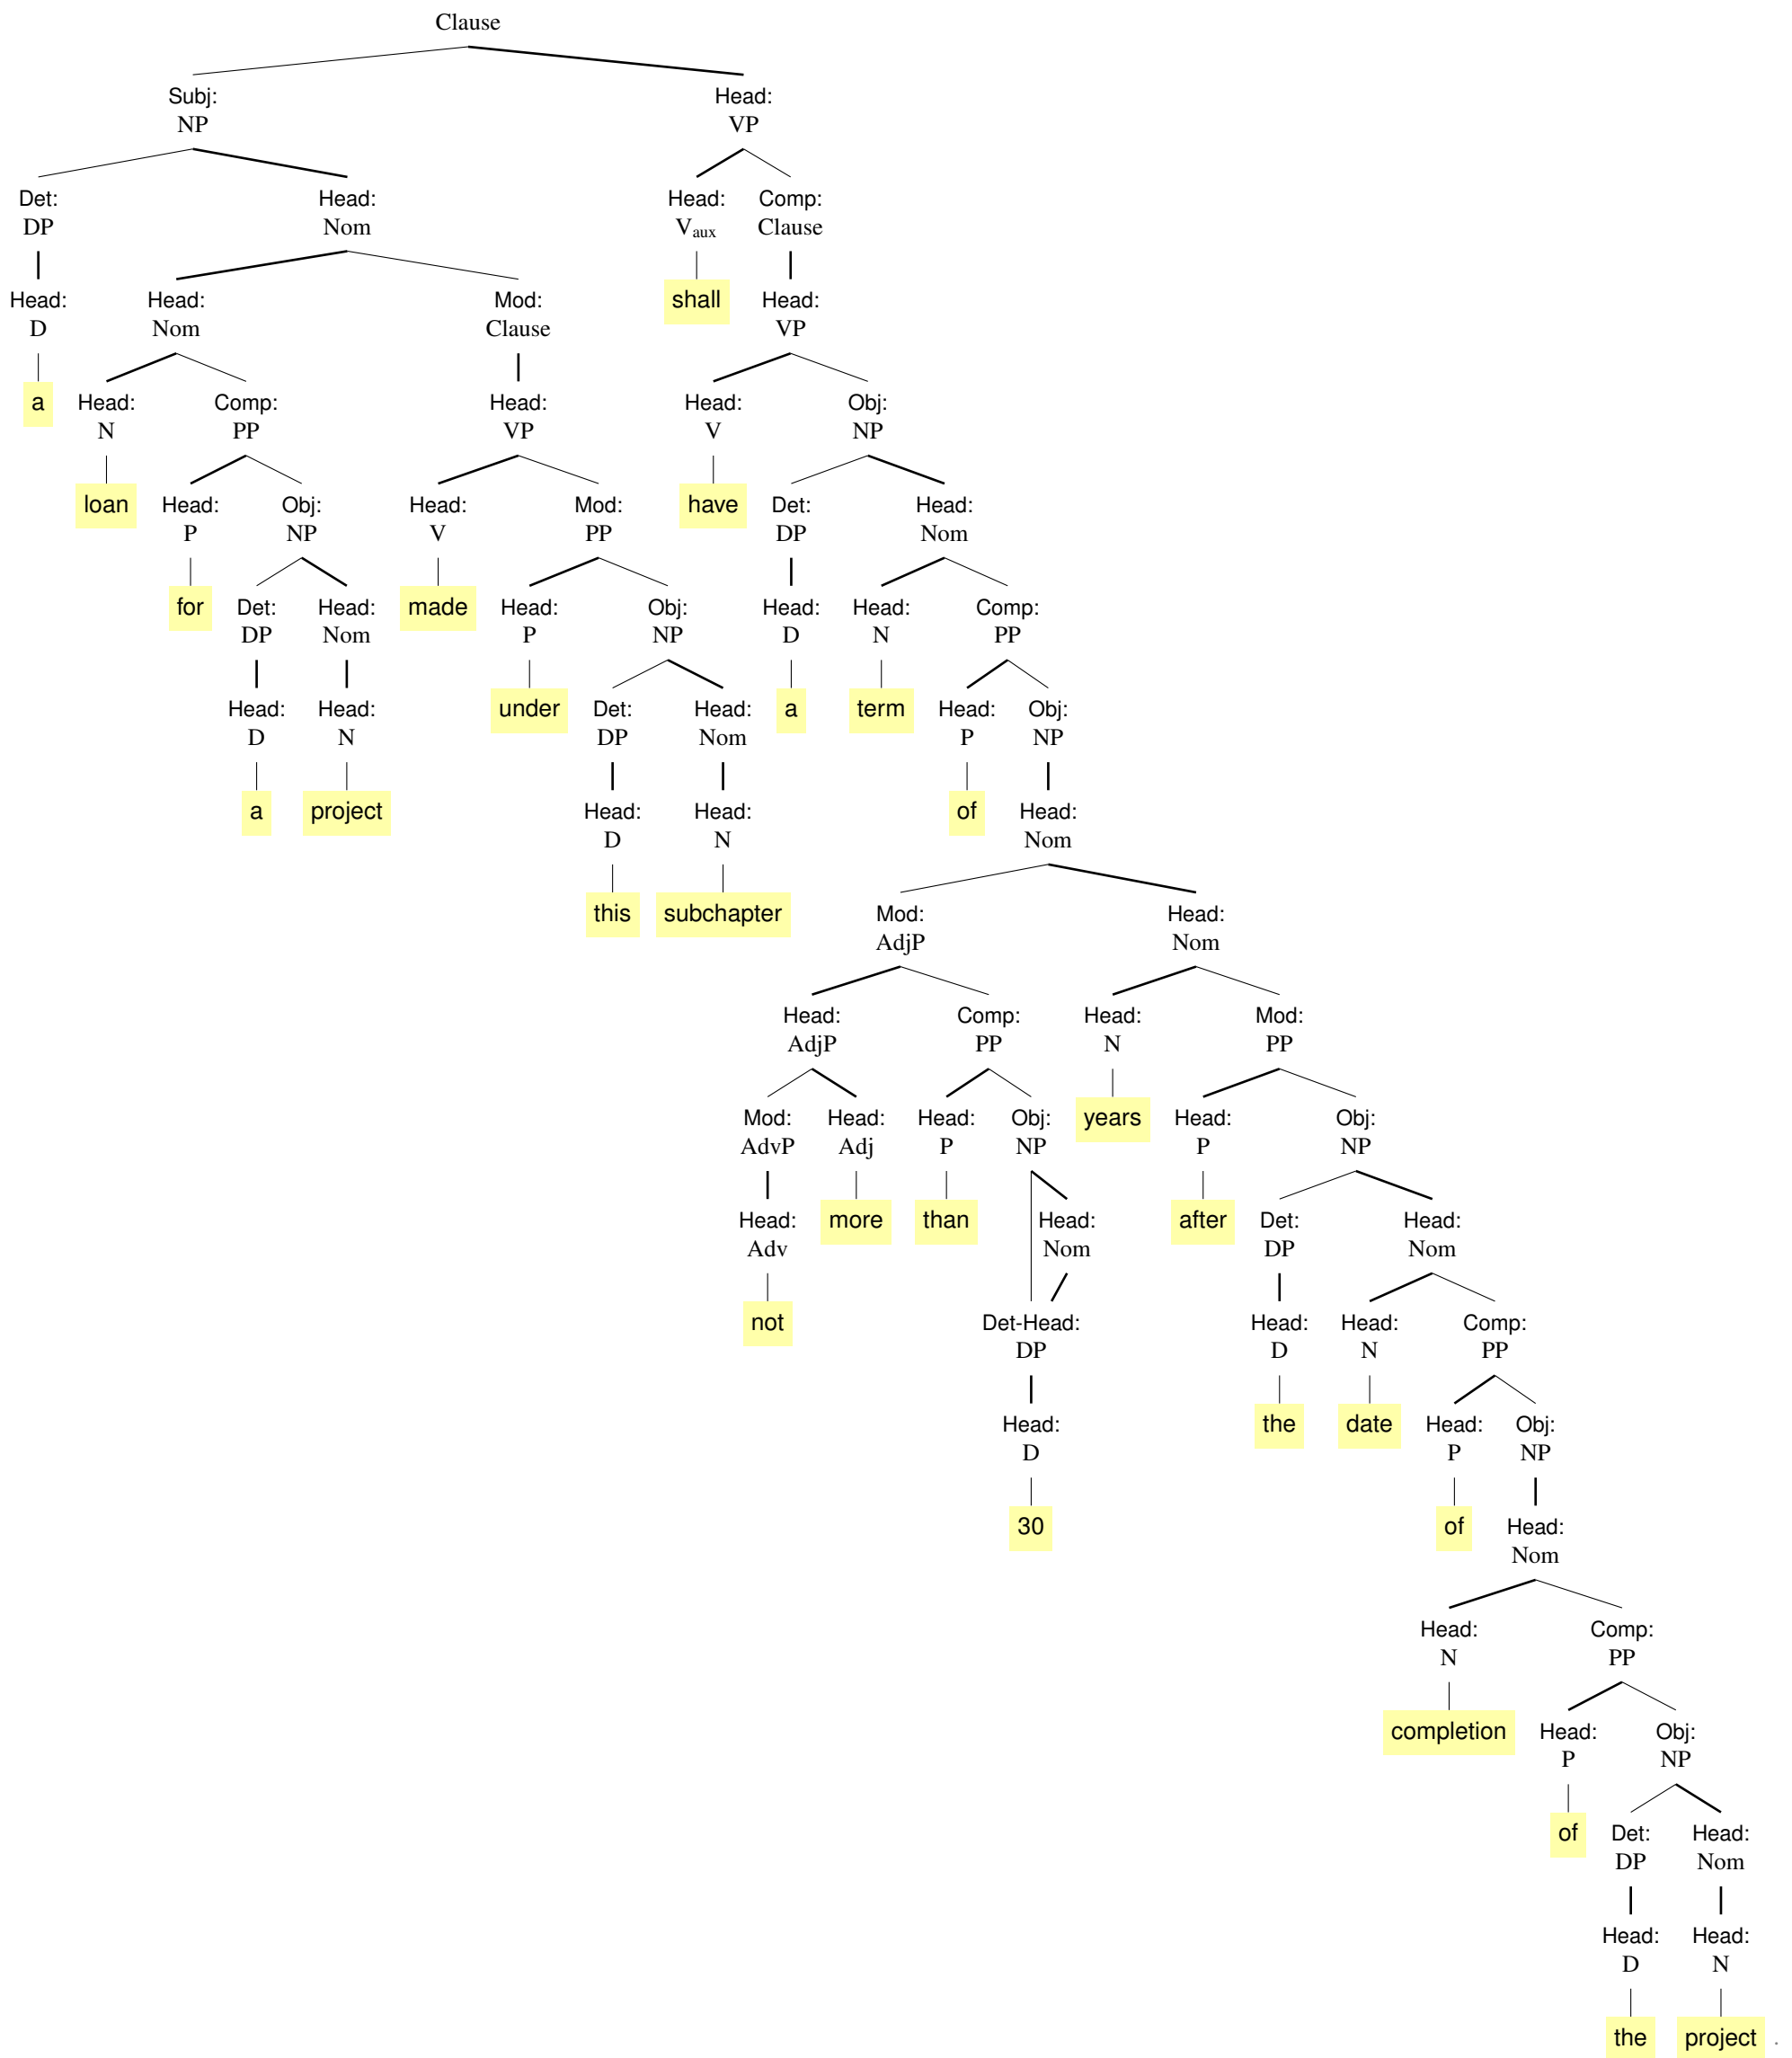 Clause
Subj: Head:
NP VP
Det: Head: Head: Comp:
DP Nom Vaux Clause
Head: Head: Mod: shall Head:
D Nom Clause VP
a Head: Comp: Head: Head: Obj:
N PP VP V NP
loan Head: Obj: Head: Mod: have Det: Head:
P NP V PP DP Nom
for Det: Head: made Head: Obj: Head: Head: Comp:
DP Nom P NP D N PP
Head: Head: under Det: Head: a term Head: Obj:
D N DP Nom P NP
a project Head: Head: of Head:
D N Nom
this subchapter Mod: Head:
AdjP Nom
Head: Comp: Head: Mod:
AdjP PP N PP
Mod: Head: Head: Obj: years Head: Obj:
AdvP Adj P NP P NP
Head: more than Head: after Det: Head:
Adv Nom DP Nom
not Det-Head: Head: Head: Comp:
DP D N PP
Head: the date Head: Obj:
D P NP
30 of Head:
Nom
Head: Comp:
N PP
completion Head: Obj:
P NP
of Det: Head:
DP Nom
Head: Head:
D N
the project .